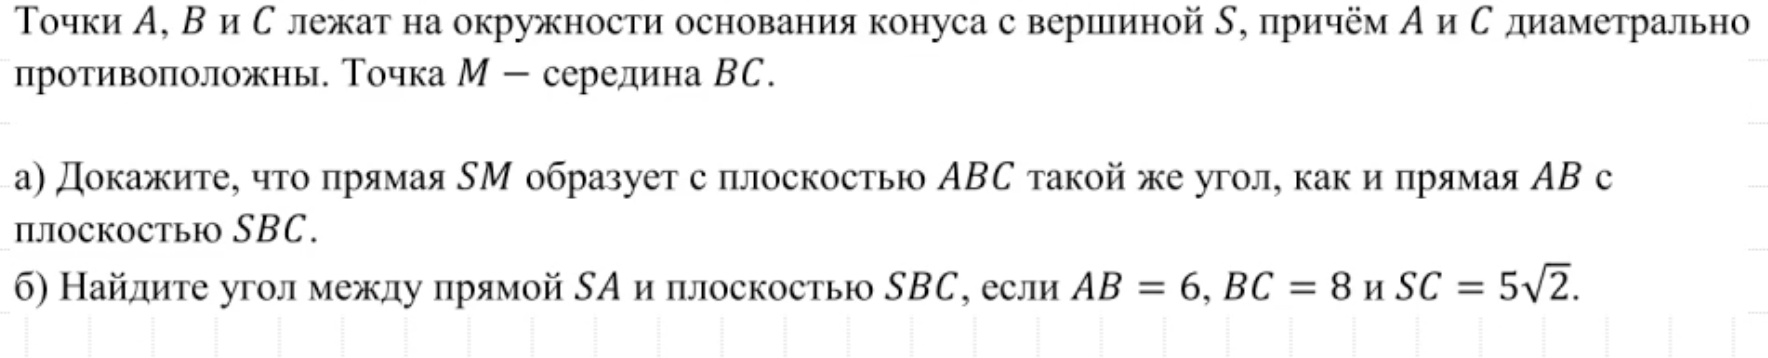 Точки A, B и C лежат на окружности основания конуса с вершиной S, причём A и C диаметрально
противоположны. Точка M – середина BC.
а) Докажите, что прямая SM образует с плоскостью ABC такой же угол, как и прямая AB с
плоскостью SBC.
б) Найдите угол между прямой SA и плоскостью SBC, если AB = 6, BC = 8 и SC = 5√2.